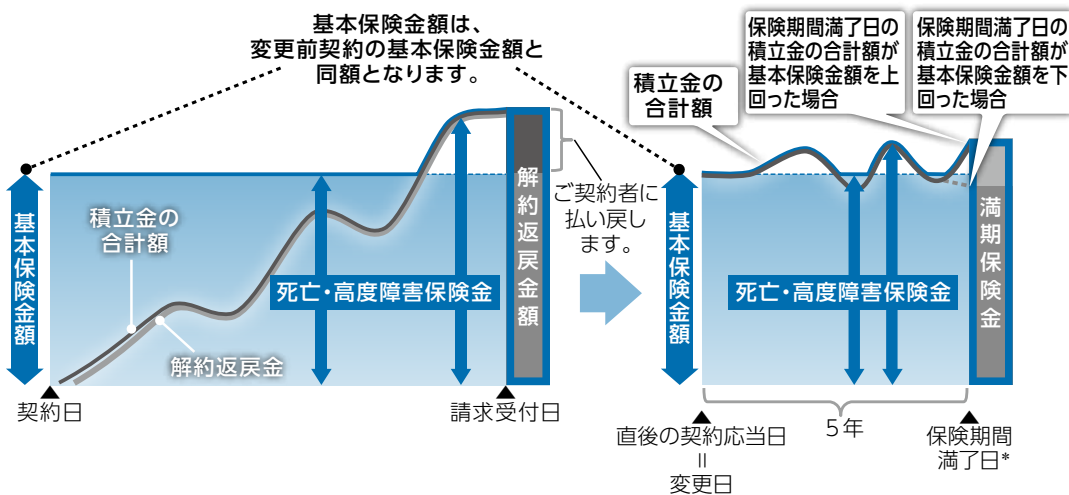 基本保険金額は、
変更前契約の基本保険金額と
同額となります。
基本保険金額
積立金の
合計額
解約返戻金
死亡・高度障害保険金
解約返戻金額
ご契約者に
払い戻し
ます。
契約日
請求受付日
積立金の
合計額
保険期間満了日の
積立金の合計額が
基本保険金額を上
回った場合
保険期間満了日の
積立金の合計額が
基本保険金額を下
回った場合
基本保険金額
死亡・高度障害保険金
満期保険金
直後の契約応当日
=
変更日
5年
保険期間
満了日*